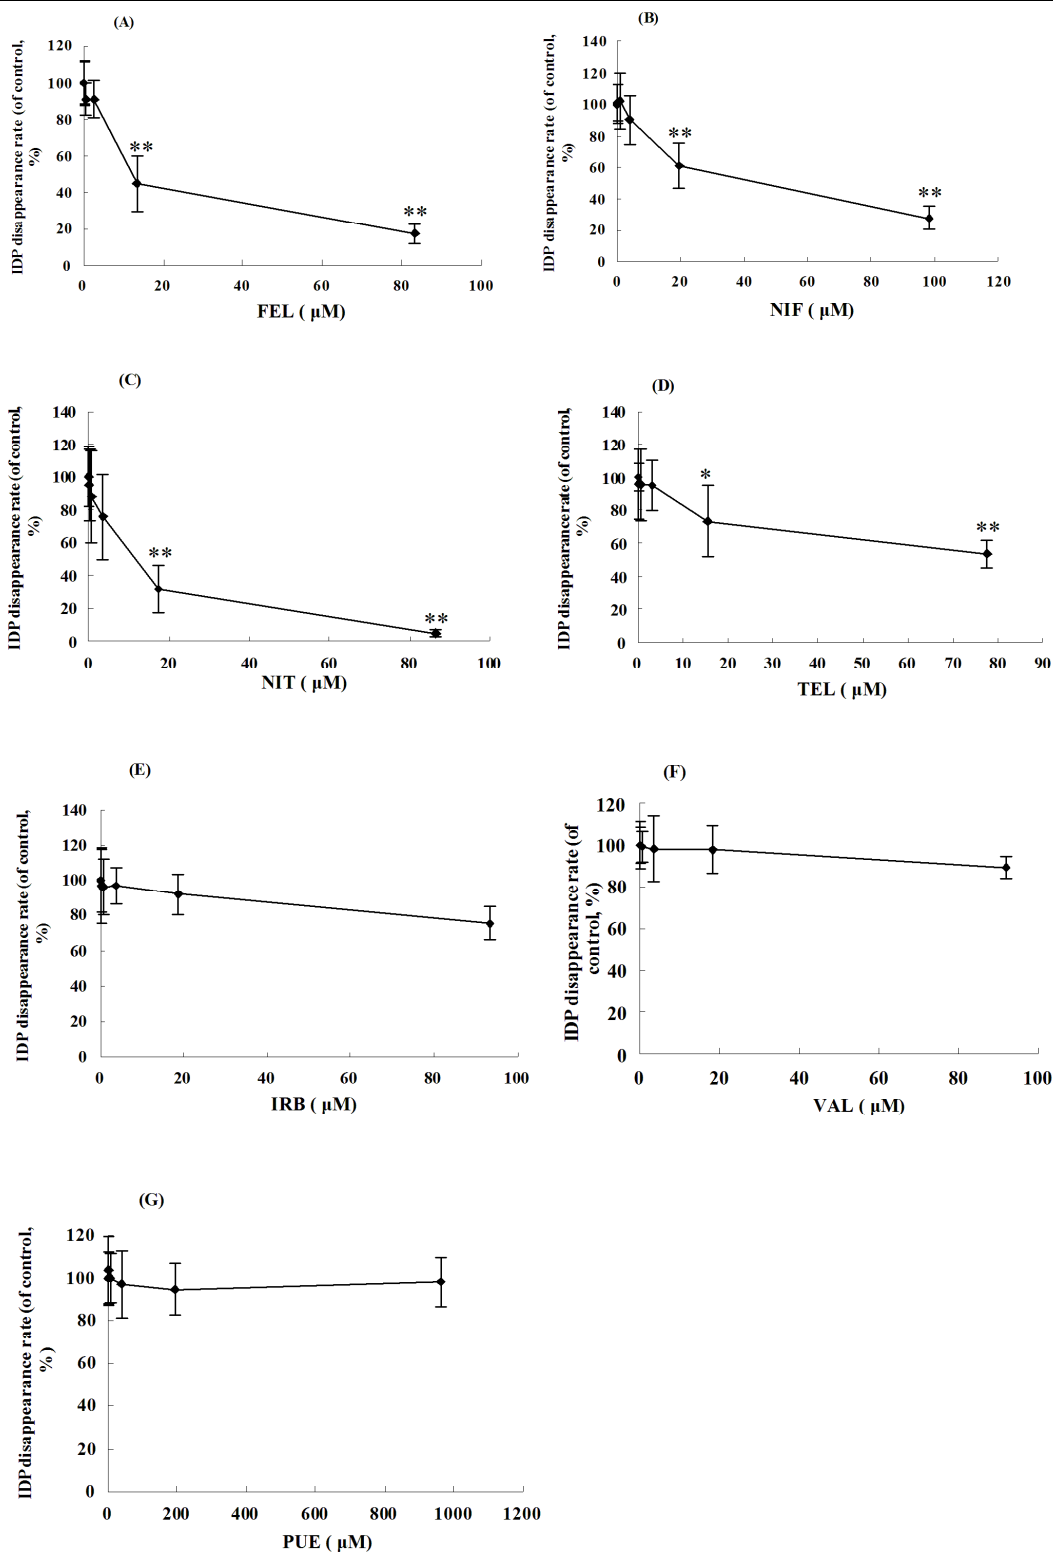 (A)
IDP disappearance rate (of control,
%)
120
100
80
60
40
20
0
**
**
0 20 40 60 80 100
FEL ( μM)
(B)
IDP disappearance rate (of control,
%)
140
120
100
80
60
40
20
0
**
**
0 20 40 60 80 100 120
NIF ( μM)
(C)
IDP disappearance rate (of control,
%)
140
120
100
80
60
40
20
0
**
**
0 20 40 60 80 100
NIT ( μM)
(D)
IDP disappearance rate (of control,
%)
140
120
100
80
60
40
20
0
*
**
0 10 20 30 40 50 60 70 80 90
TEL ( μM)
(E)
IDP disappearance rate (of control,
%)
140
120
100
80
60
40
20
0
0 20 40 60 80 100
IRB ( μM)
(F)
IDP disappearance rate (of
control, %)
120
100
80
60
40
20
0
0 20 40 60 80 100
VAL ( μM)
(G)
IDP disappearance rate (of control,
%)
120
100
80
60
40
20
0
0 200 400 600 800 1000 1200
PUE ( μM)